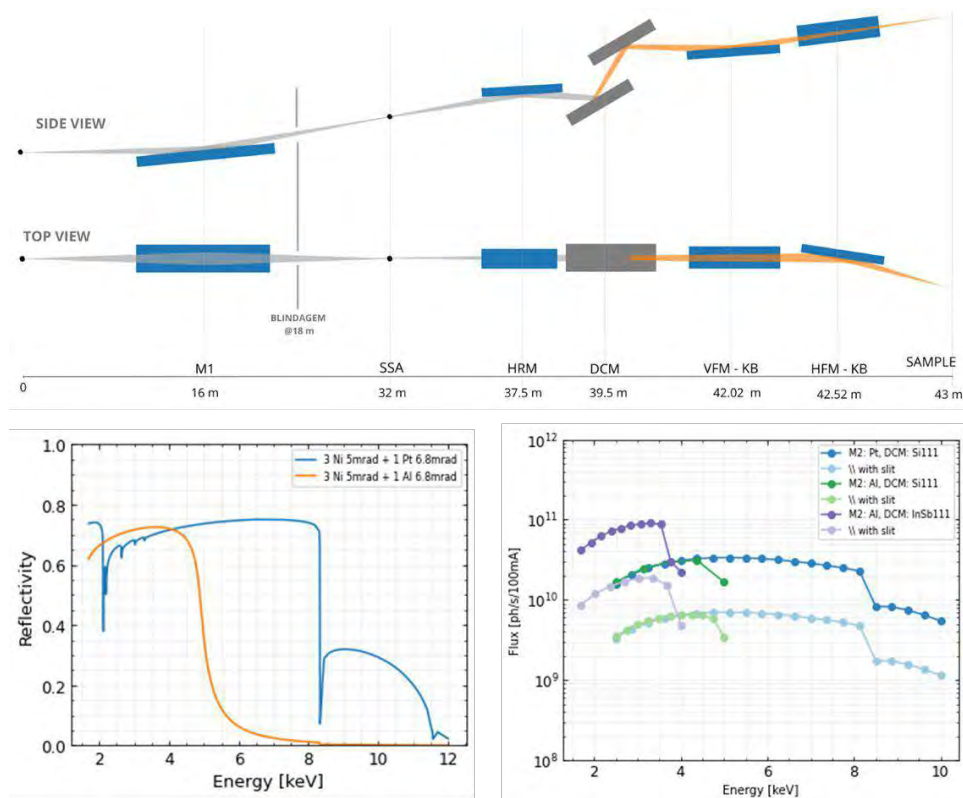 SIDE VIEW
TOP VIEW
BLINDAGEM
@18 m
M1 SSA HRM DCM VFM - KB HFM - KB SAMPLE
0 16 m 32 m 37.5 m 39.5 m 42.02 m 42.52 m 43 m
1.0
0.8
0.6
0.4
0.2
0.0
Reflectivity
3 Ni 5mrad + 1 Pt 6.8mrad
3 Ni 5mrad + 1 Al 6.8mrad
2 4 6 8 10 12
Energy [keV]
10¹²
10¹¹
10¹⁰
10⁹
10⁸
Flux [ph/s/100mA]
M2: Pt, DCM: Si111
\\ with slit
M2: Al, DCM: Si111
\\ with slit
M2: Al, DCM: InSb111
\\ with slit
2 4 6 8 10
Energy [keV]